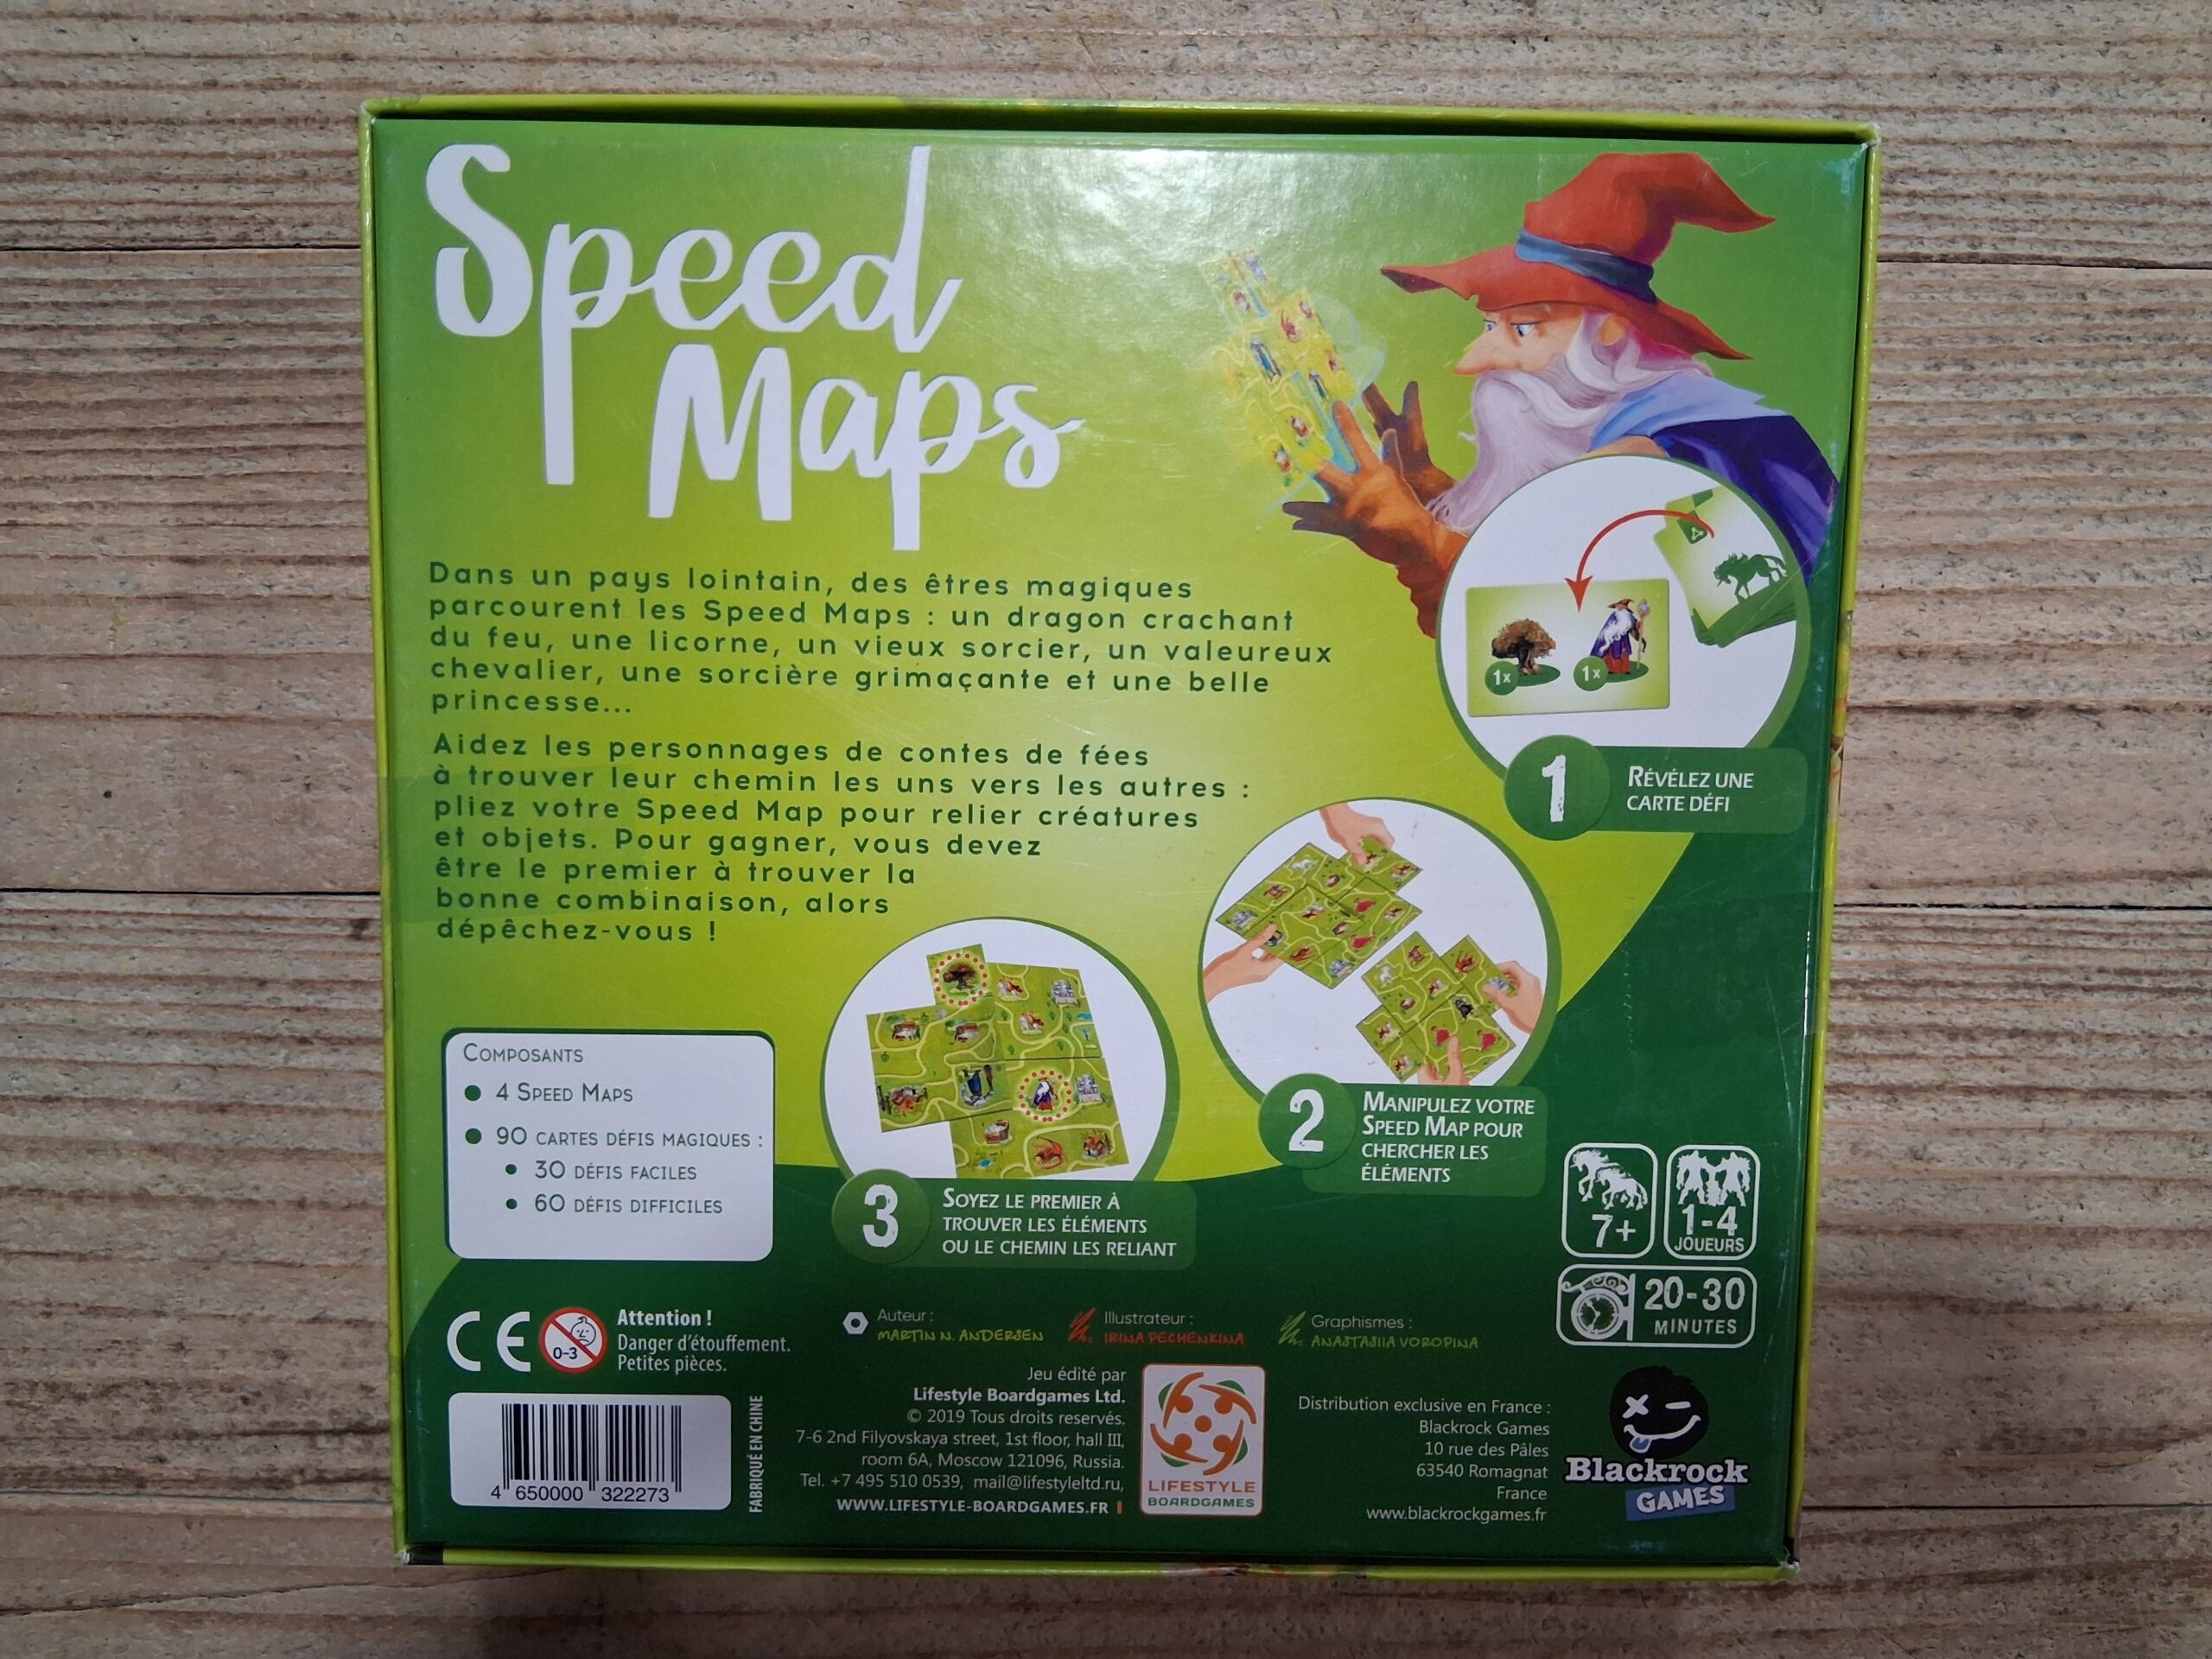 Speed
Maps
Dans un pays lointain, des êtres magiques
parcourent les Speed Maps : un dragon crachant
du feu, une licorne, un vieux sorcier, un valeureux
chevalier, une sorcière grimaçante et une belle
princesse...
Aidez les personnages de contes de fées
à trouver leur chemin les uns vers les autres :
pliez votre Speed Map pour relier créatures
et objets. Pour gagner, vous devez
être le premier à trouver la
bonne combinaison, alors
dépêchez-vous !
1x
1x
1
RÉVÉLEZ UNE
CARTE DÉFI
2
MANIPULEZ VOTRE
SPEED MAP POUR
CHERCHER LES
ÉLÉMENTS
3
SOYEZ LE PREMIER À
TROUVER LES ÉLÉMENTS
OU LE CHEMIN LES RELIANT
COMPOSANTS
4 SPEED MAPS
90 CARTES DÉFIS MAGIQUES :
30 DÉFIS FACILES
60 DÉFIS DIFFICILES
7+
1-4
JOUEURS
20-30
MINUTES
CE
0-3
Attention !
Danger d'étouffement.
Petites pièces.
Auteur :
MARTIN N. ANDERSEN
Illustrateur :
IRINA PECHENKINA
Graphismes :
ANASTASIIA VOROPINA
4 650000 322273
FABRIQUÉ EN CHINE
Jeu édité par
Lifestyle Boardgames Ltd.
© 2019 Tous droits reservés.
7-6 2nd Filyovskaya street, 1st floor, hall III,
room 6A, Moscow 121096, Russia.
Tel. +7 495 510 0539, mail@lifestyleltd.ru,
WWW.LIFESTYLE-BOARDGAMES.FR
LIFESTYLE
BOARDGAMES
Distribution exclusive en France :
Blackrock Games
10 rue des Pâles
63540 Romagnat
France
www.blackrockgames.fr
Blackrock
GAMES